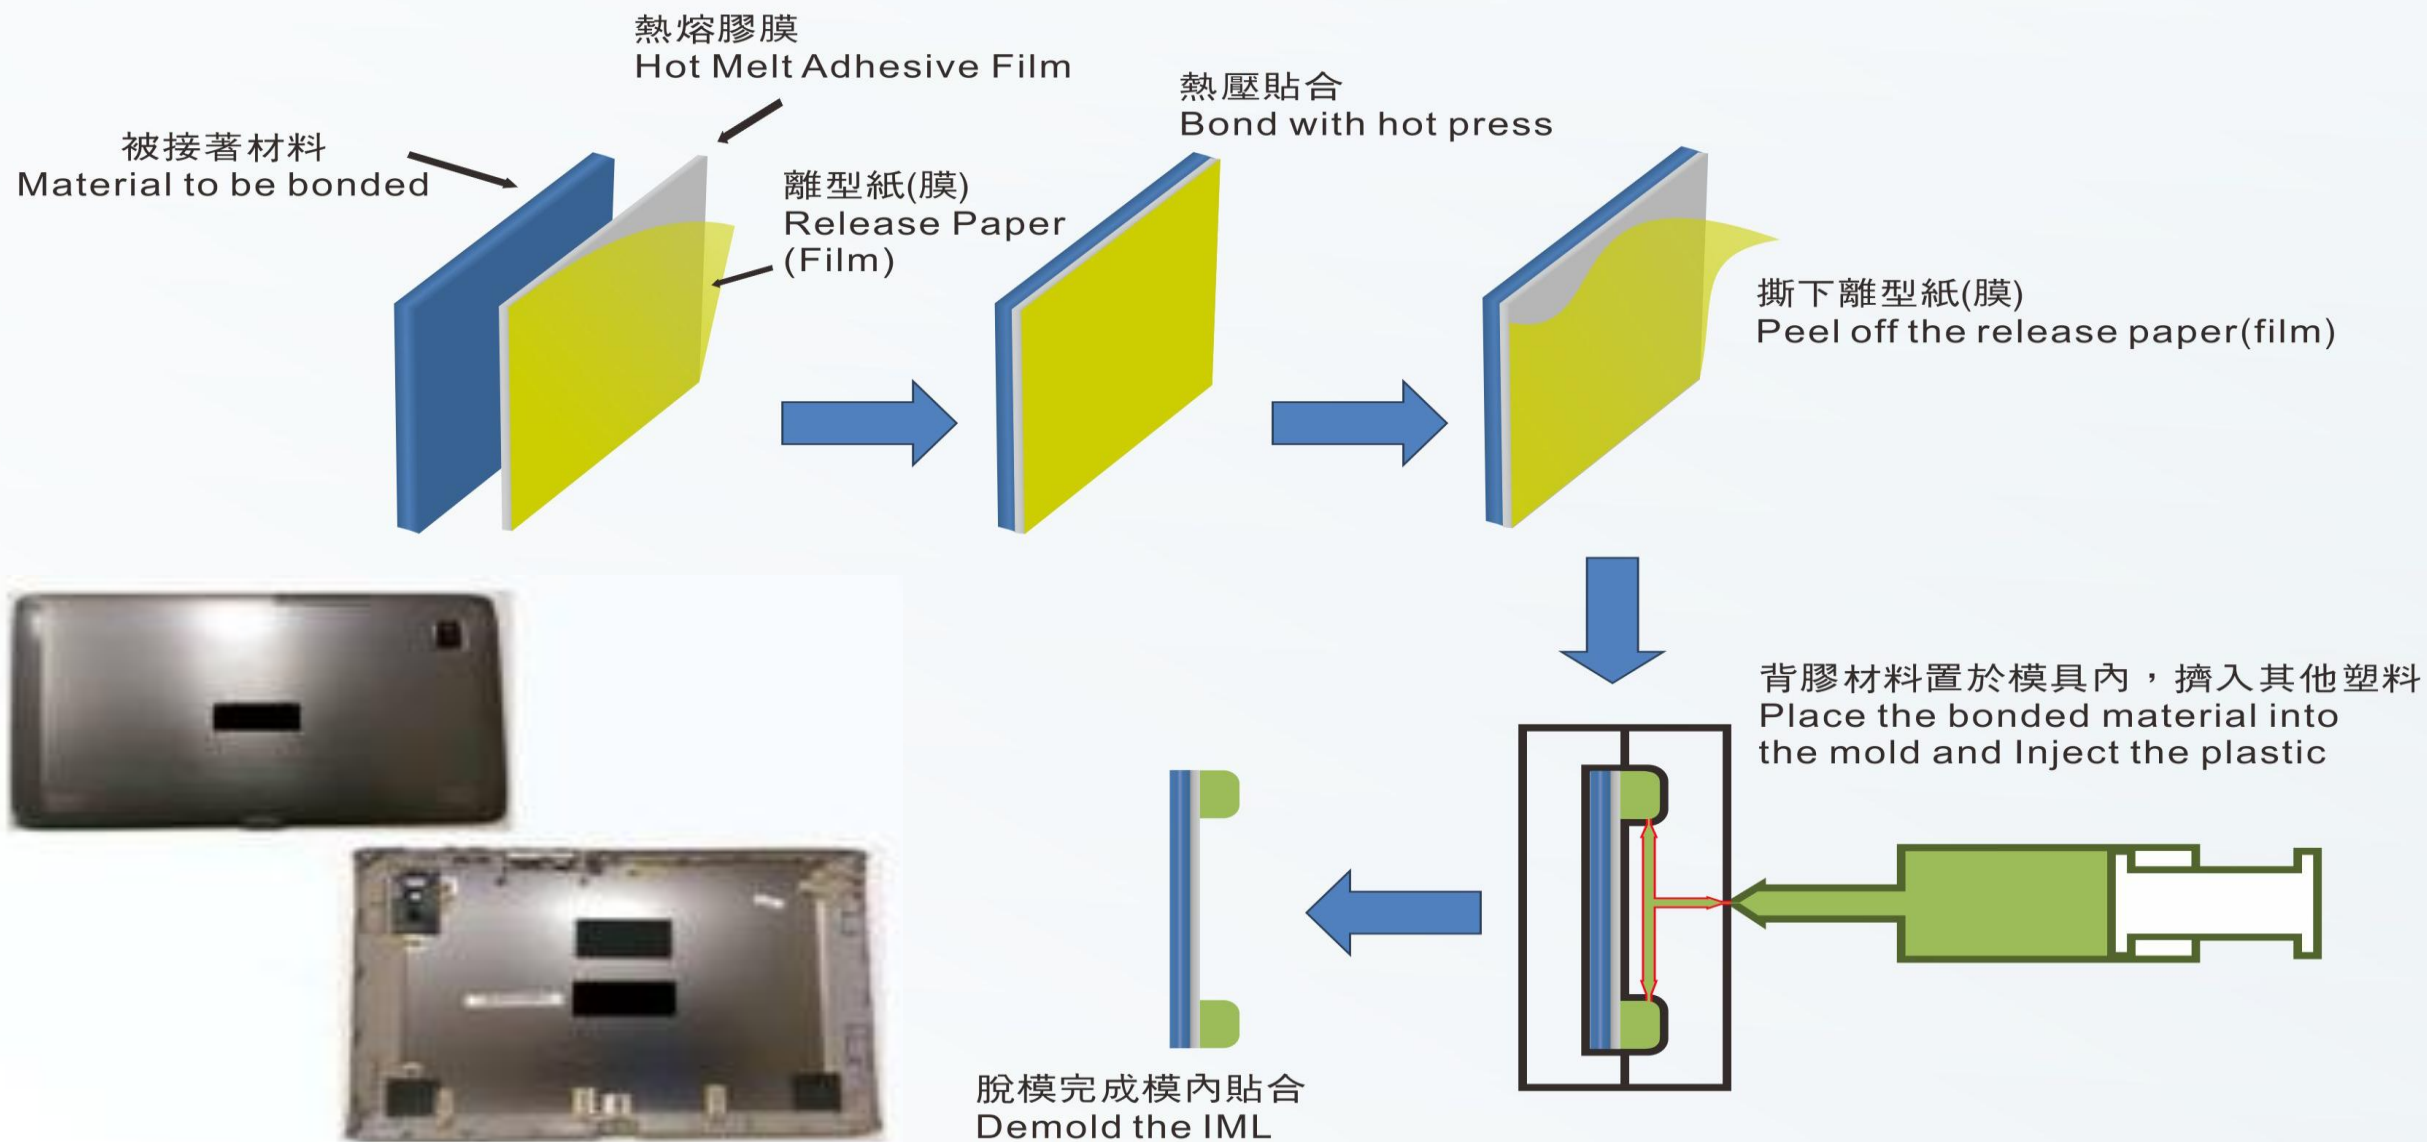 熱熔膠膜
Hot Melt Adhesive Film
被接著材料
Material to be bonded
離型紙(膜)
Release Paper
(Film)
熱壓貼合
Bond with hot press
撕下離型紙(膜)
Peel off the release paper(film)
背膠材料置於模具內，擠入其他塑料
Place the bonded material into
the mold and Inject the plastic
脫模完成模內貼合
Demold the IML